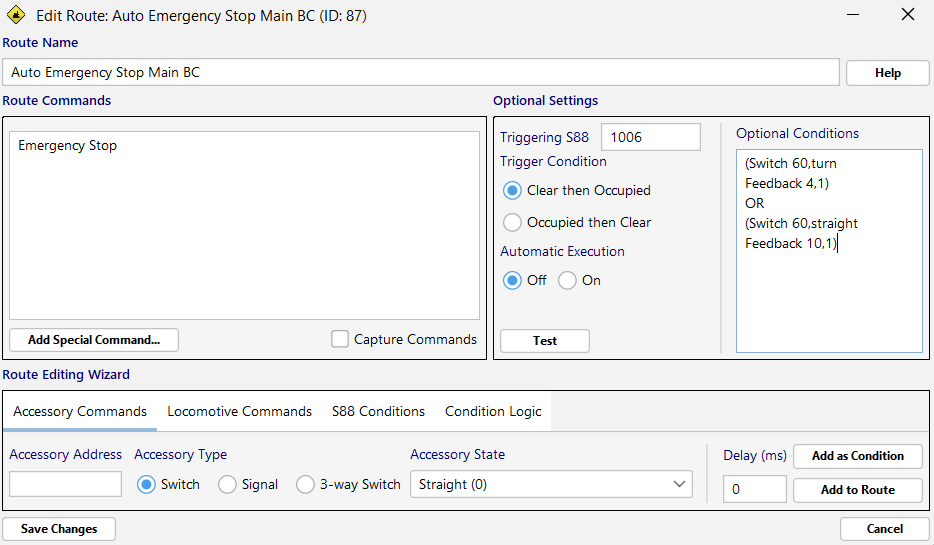 Edit Route: Auto Emergency Stop Main BC (ID: 87)
Route Name
Auto Emergency Stop Main BC
Help
Route Commands
Emergency Stop
Add Special Command...
Capture Commands
Optional Settings
Triggering S88
1006
Trigger Condition
Clear then Occupied
Occupied then Clear
Automatic Execution
Off
On
Test
Optional Conditions
(Switch 60,turn
Feedback 4,1)
OR
(Switch 60,straight
Feedback 10,1)
Route Editing Wizard
Accessory Commands
Locomotive Commands
S88 Conditions
Condition Logic
Accessory Address
Accessory Type
Switch
Signal
3-way Switch
Accessory State
Straight (0)
Delay (ms)
0
Add as Condition
Add to Route
Save Changes
Cancel